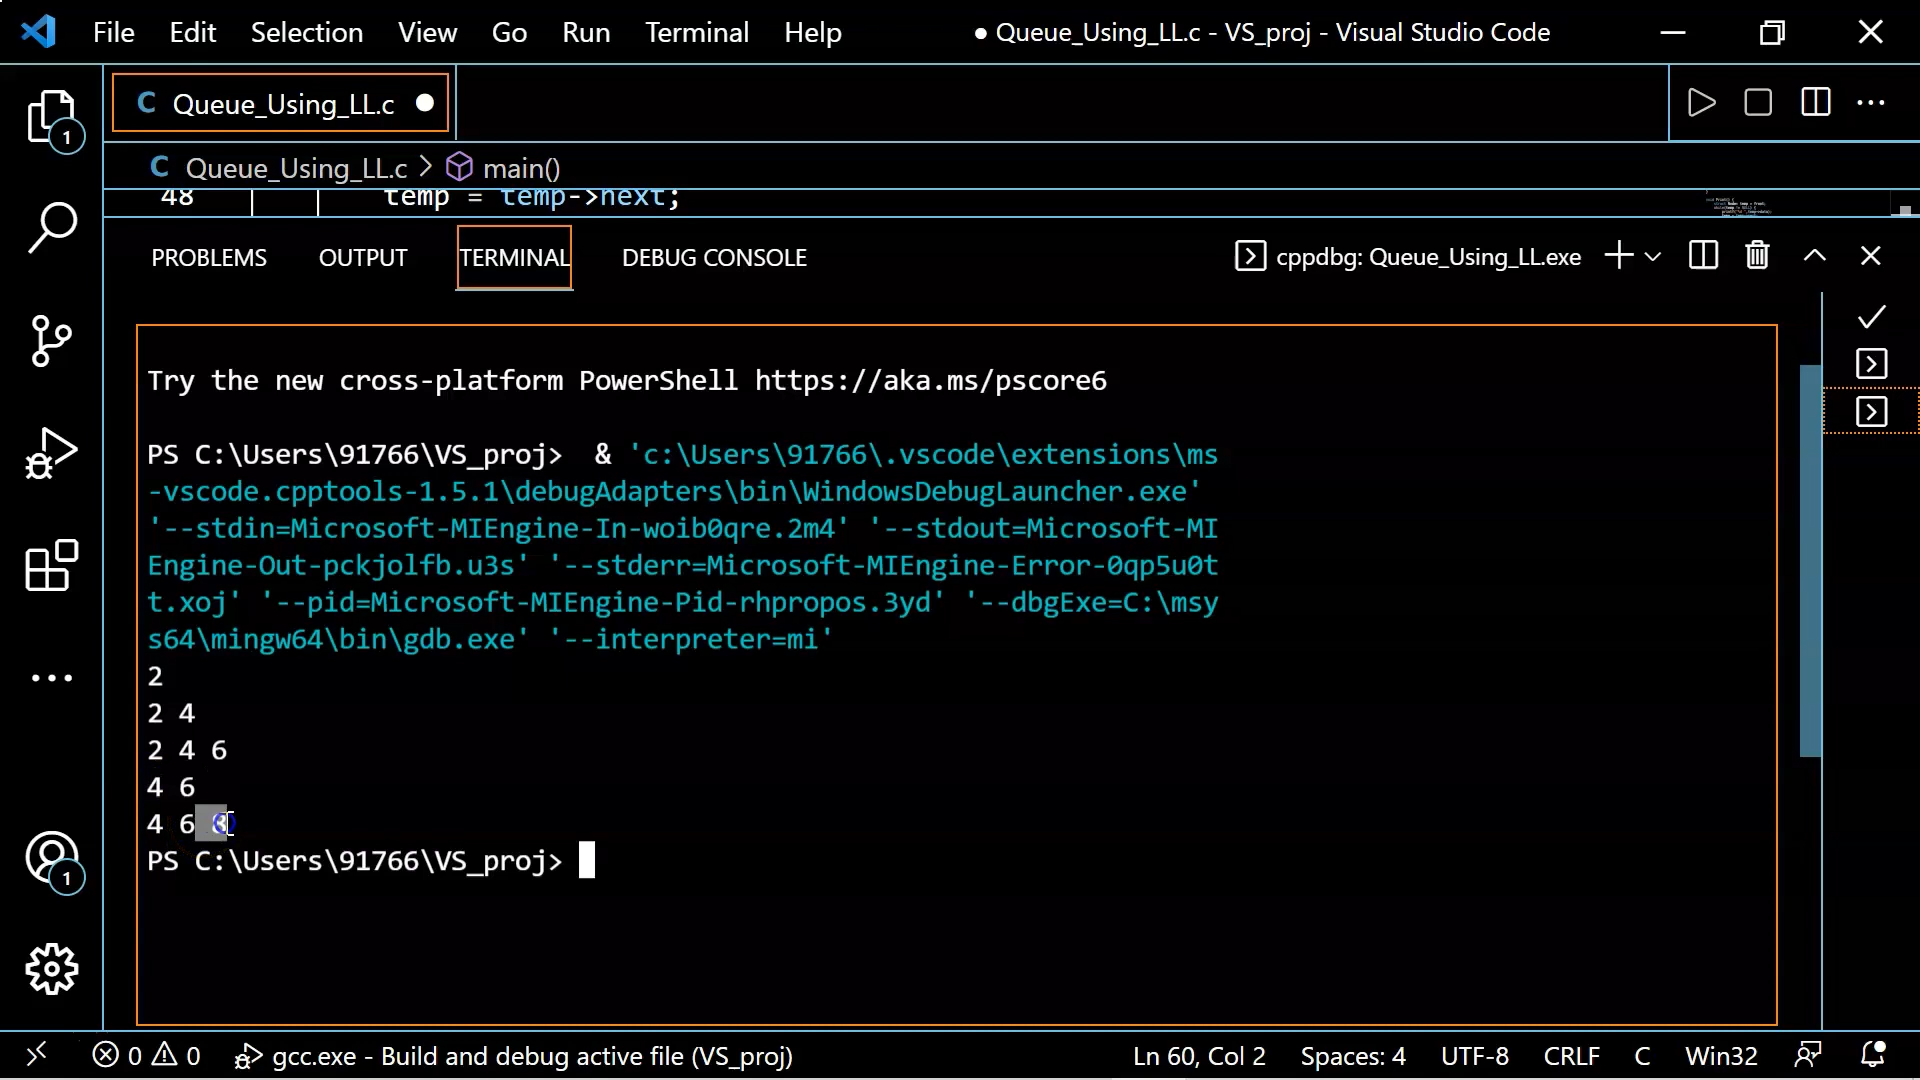 File Edit Selection View Go Run Terminal Help
● Queue_Using_LL.c - VS_proj - Visual Studio Code
C Queue_Using_LL.c ●
C Queue_Using_LL.c > main()
48 temp = temp->next;
PROBLEMS OUTPUT TERMINAL DEBUG CONSOLE
cppdbg: Queue_Using_LL.exe
Try the new cross-platform PowerShell https://aka.ms/pscore6
PS C:\Users\91766\VS_proj>  & 'c:\Users\91766\.vscode\extensions\ms
-vscode.cpptools-1.5.1\debugAdapters\bin\WindowsDebugLauncher.exe'
'--stdin=Microsoft-MIEngine-In-woib0qre.2m4' '--stdout=Microsoft-MI
Engine-Out-pckjolfb.u3s' '--stderr=Microsoft-MIEngine-Error-0qp5u0t
t.xoj' '--pid=Microsoft-MIEngine-Pid-rhpropos.3yd' '--dbgExe=C:\msy
s64\mingw64\bin\gdb.exe' '--interpreter=mi'
2
2 4
2 4 6
4 6
4 6
PS C:\Users\91766\VS_proj>
1
1
0 0 gcc.exe - Build and debug active file (VS_proj)
Ln 60, Col 2 Spaces: 4 UTF-8 CRLF C Win32